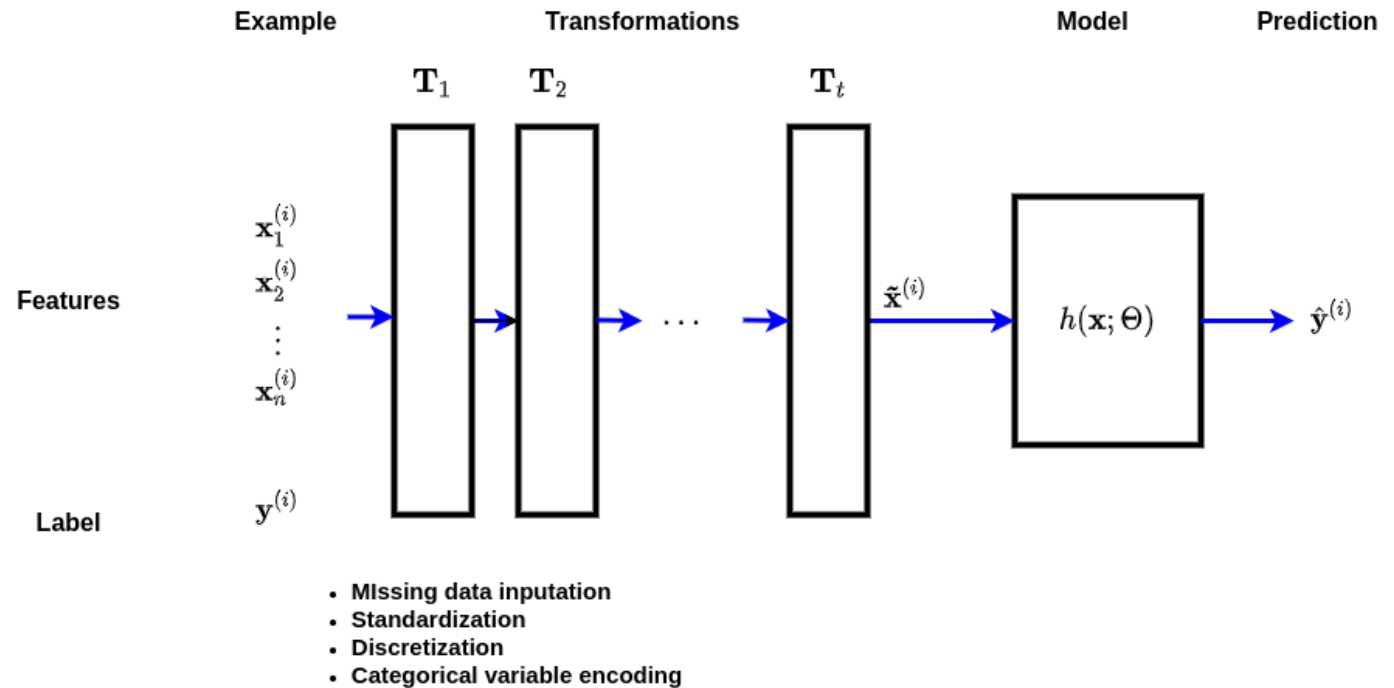 Example Transformations Model Prediction
𝐓₁ 𝐓₂ 𝐓ₜ
𝐱₁⁽ⁱ⁾
𝐱₂⁽ⁱ⁾
Features
⋮
𝐱ₙ⁽ⁱ⁾
⋯
𝐱̃⁽ⁱ⁾
h(𝐱; Θ)
𝐲̂⁽ⁱ⁾
Label
𝐲⁽ⁱ⁾
• MIssing data inputation
• Standardization
• Discretization
• Categorical variable encoding